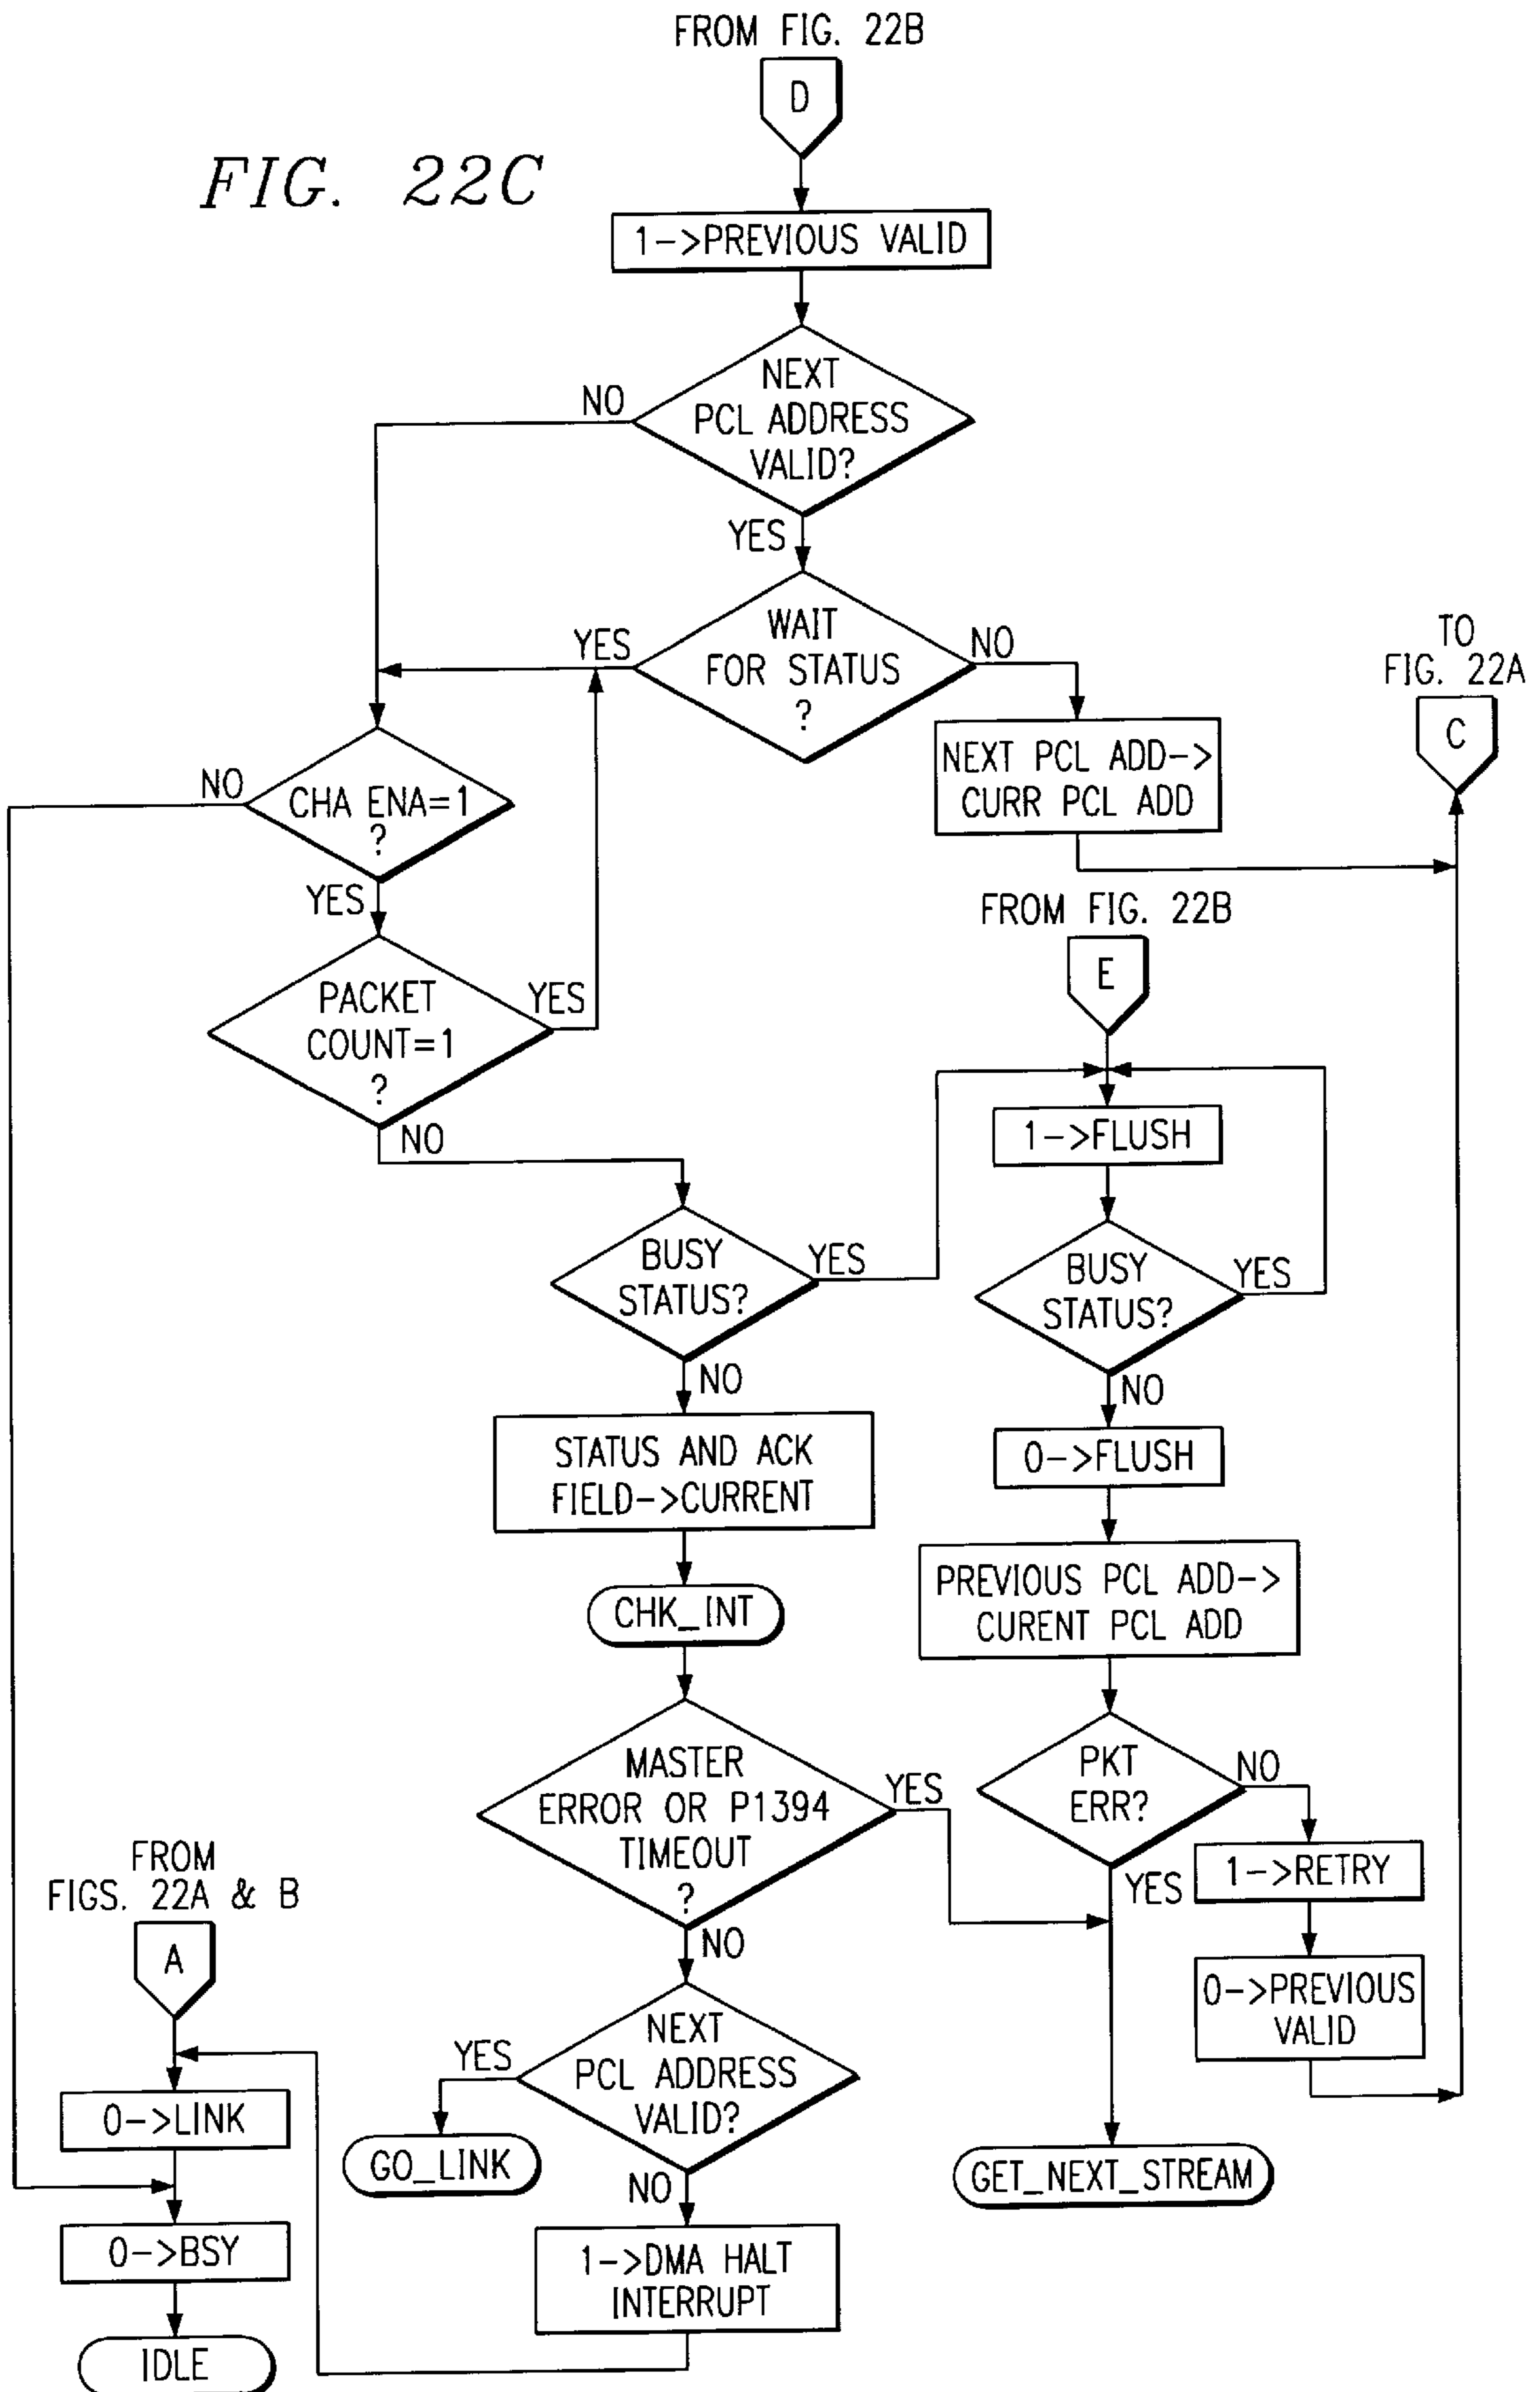 FROM FIG. 22B
D
FIG. 22C
1->PREVIOUS VALID
NEXT
PCL ADDRESS
VALID?
NO
YES
WAIT
FOR STATUS
?
YES
NO
NEXT PCL ADD->
CURR PCL ADD
TO
FIG. 22A
C
CHA ENA=1
?
NO
YES
PACKET
COUNT=1
?
YES
NO
FROM FIG. 22B
E
1->FLUSH
BUSY
STATUS?
YES
NO
BUSY
STATUS?
YES
NO
STATUS AND ACK
FIELD->CURRENT
0->FLUSH
CHK_INT
PREVIOUS PCL ADD->
CURENT PCL ADD
MASTER
ERROR OR P1394
TIMEOUT
?
YES
NO
PKT
ERR?
NO
YES
1->RETRY
0->PREVIOUS
VALID
FROM
FIGS. 22A & B
A
0->LINK
0->BSY
IDLE
NEXT
PCL ADDRESS
VALID?
YES
GO_LINK
NO
1->DMA HALT
INTERRUPT
GET_NEXT_STREAM